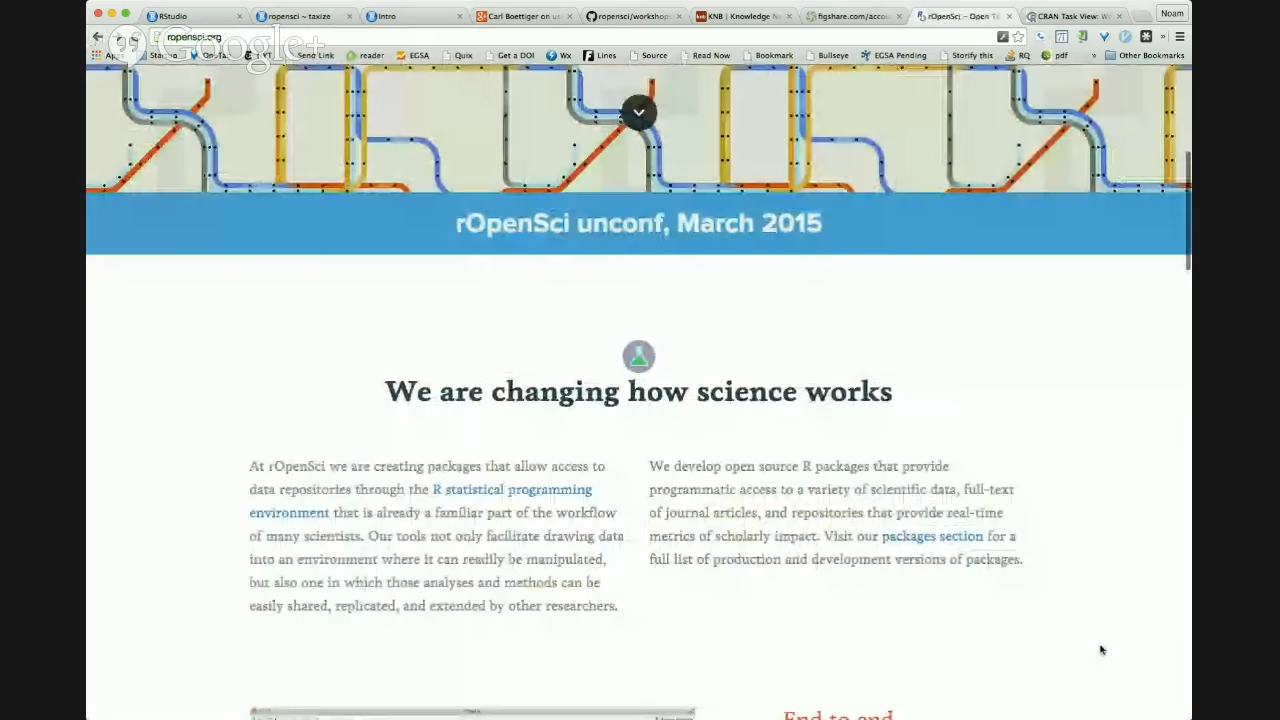 RStudio
ropensci ~ taxize
Intro
Carl Boettiger on us
ropensci/workshops
KNB | Knowledge Ne
figshare.com/accou
rOpenSci - Open To
CRAN Task View: We
Noam
ropensci.org
Google+
Apps
YT
Send Link
reader
EGSA
Quix
Get a DOI
Wx
Lines
Source
Read Now
Bookmark
Bullseye
EGSA Pending
Storify this
RQ
pdf
»
Other Bookmarks
rOpenSci unconf, March 2015
We are changing how science works
At rOpenSci we are creating packages that allow access to
data repositories through the R statistical programming
environment that is already a familiar part of the workflow
of many scientists. Our tools not only facilitate drawing data
into an environment where it can readily be manipulated,
but also one in which those analyses and methods can be
easily shared, replicated, and extended by other researchers.
We develop open source R packages that provide
programmatic access to a variety of scientific data, full-text
of journal articles, and repositories that provide real-time
metrics of scholarly impact. Visit our packages section for a
full list of production and development versions of packages.
End to end